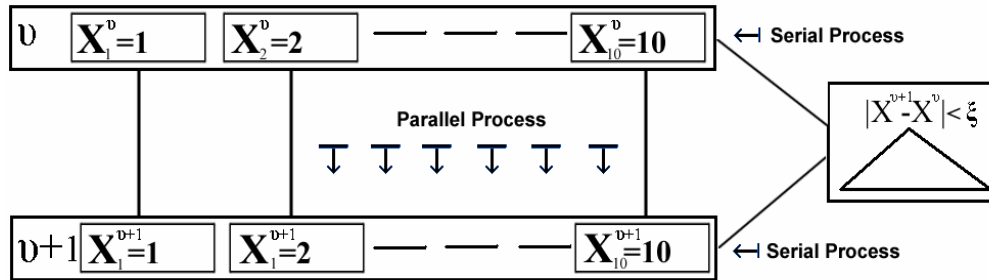 υ X₁^υ=1 X₂^υ=2 — — — X₁₀^υ=10 Serial Process
|X^υ+1-X^υ|< ξ
Parallel Process
υ+1 X₁^υ+1=1 X₁^υ+1=2 — — — X₁₀^υ+1=10 Serial Process